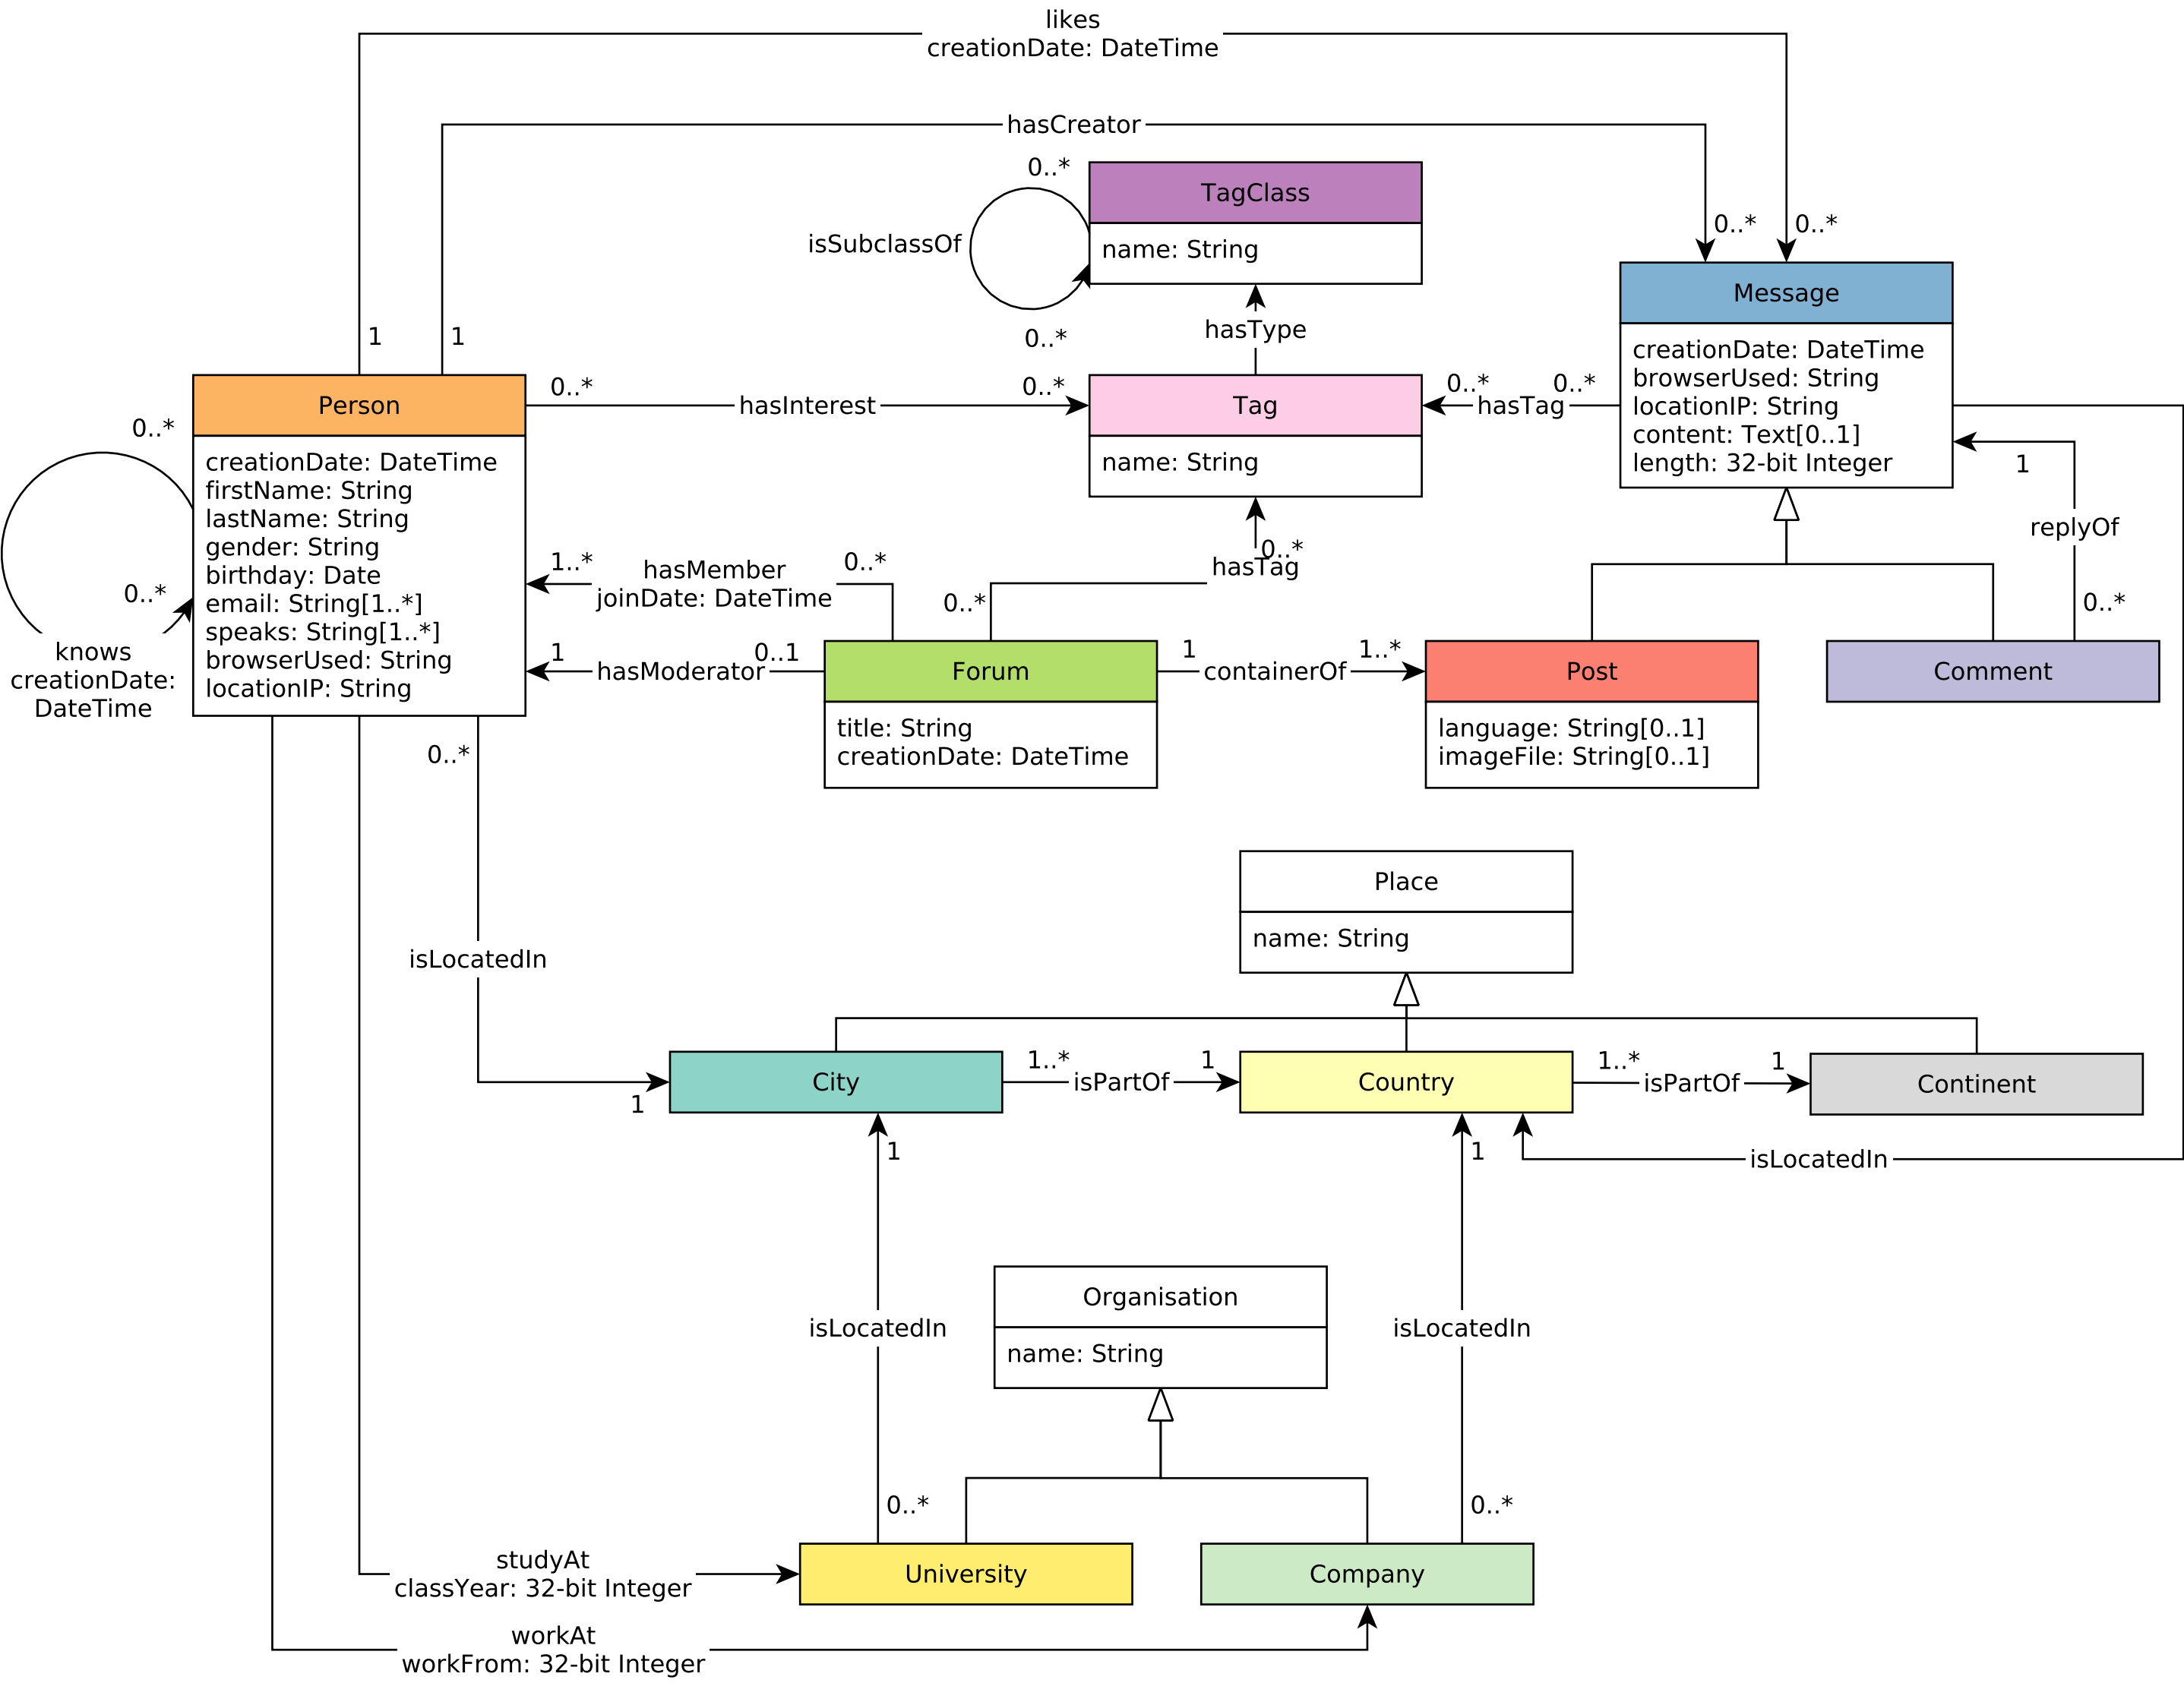 likes
creationDate: DateTime
hasCreator
0..*
TagClass
isSubclassOf
name: String
0..*
0..*
0..*
Message
hasType
1
1
creationDate: DateTime
browserUsed: String
locationIP: String
content: Text[0..1]
length: 32-bit Integer
Person
0..*
hasInterest
0..*
Tag
name: String
0..*
hasTag
0..*
0..*
creationDate: DateTime
firstName: String
lastName: String
gender: String
birthday: Date
email: String[1..*]
speaks: String[1..*]
browserUsed: String
locationIP: String
0..*
knows
creationDate:
DateTime
1
replyOf
0..*
1..*
hasMember
joinDate: DateTime
0..*
0..*
hasTag
0..*
1
hasModerator
0..1
Forum
title: String
creationDate: DateTime
1
containerOf
1..*
Post
language: String[0..1]
imageFile: String[0..1]
Comment
0..*
isLocatedIn
1
Place
name: String
City
1..*
isPartOf
1
Country
1..*
isPartOf
1
Continent
1
1
isLocatedIn
Organisation
name: String
isLocatedIn
isLocatedIn
0..*
0..*
studyAt
classYear: 32-bit Integer
University
Company
workAt
workFrom: 32-bit Integer